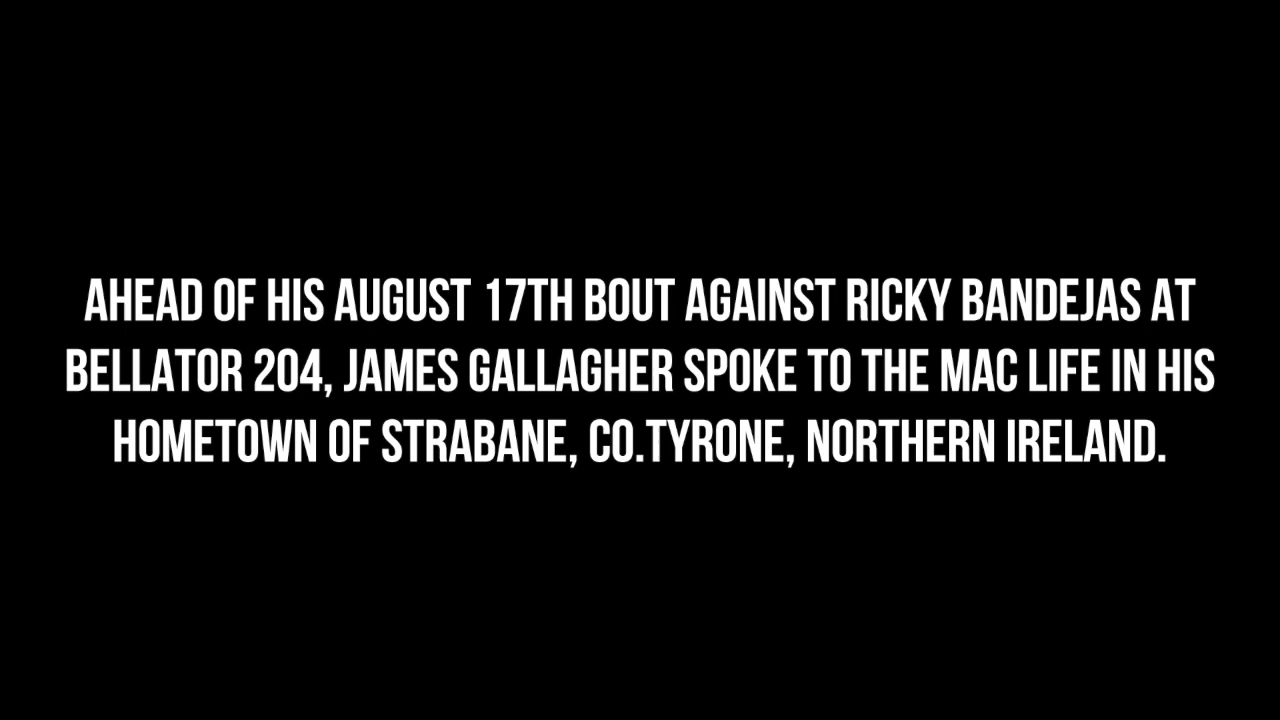 AHEAD OF HIS AUGUST 17TH BOUT AGAINST RICKY BANDEJAS AT
BELLATOR 204, JAMES GALLAGHER SPOKE TO THE MAC LIFE IN HIS
HOMETOWN OF STRABANE, CO.TYRONE, NORTHERN IRELAND.